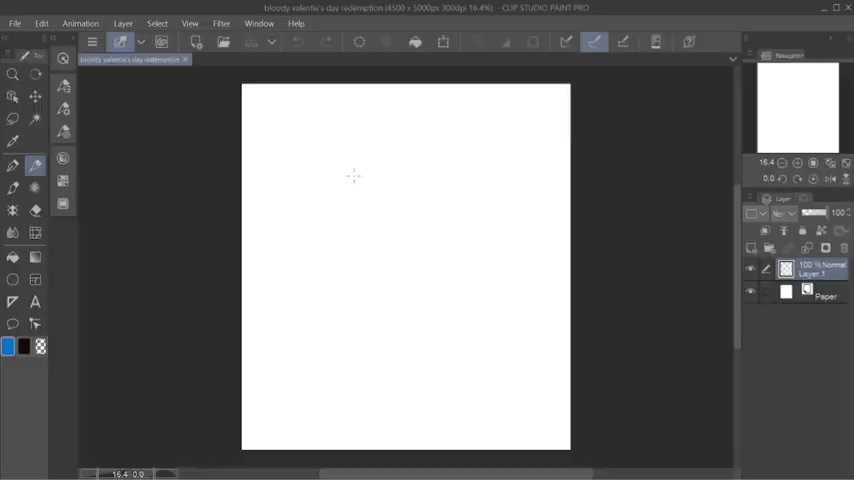 bloody valentie's day redemption (4500 x 5000px 300dpi 16.4%) - CLIP STUDIO PAINT PRO
File Edit Animation Layer Select View Filter Window Help
bloody valentie's day redemption
Navigator
16.4
0.0
Layer
100
100 % Normal
Layer 1
Paper
16.4 0.0